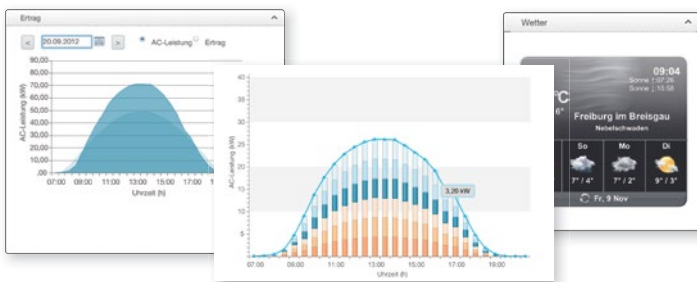 Ertrag
< 20.09.2012 > AC-Leistung Ertrag
90,00
80,00
70,00
60,00
50,00
40,00
30,00
20,00
10,00
,00
AC-Leistung (kW)
07:00 09:00 11:00 13:00 15:00 17:00
Uhrzeit (h)
40
35
30
25
20
15
10
5
AC-Leistung (kW)
3,20 kW
07:00 09:00 11:00 13:00 15:00 17:00 19:00
Uhrzeit (h)
Wetter
09:04
Sonne ↑:07:26
Sonne ↓:16:58
°C
6°
Freiburg im Breisgau
Nebelschwaden
So Mo Di
7° / 4° 7° / 2° 9° / 3°
Fr, 9 Nov